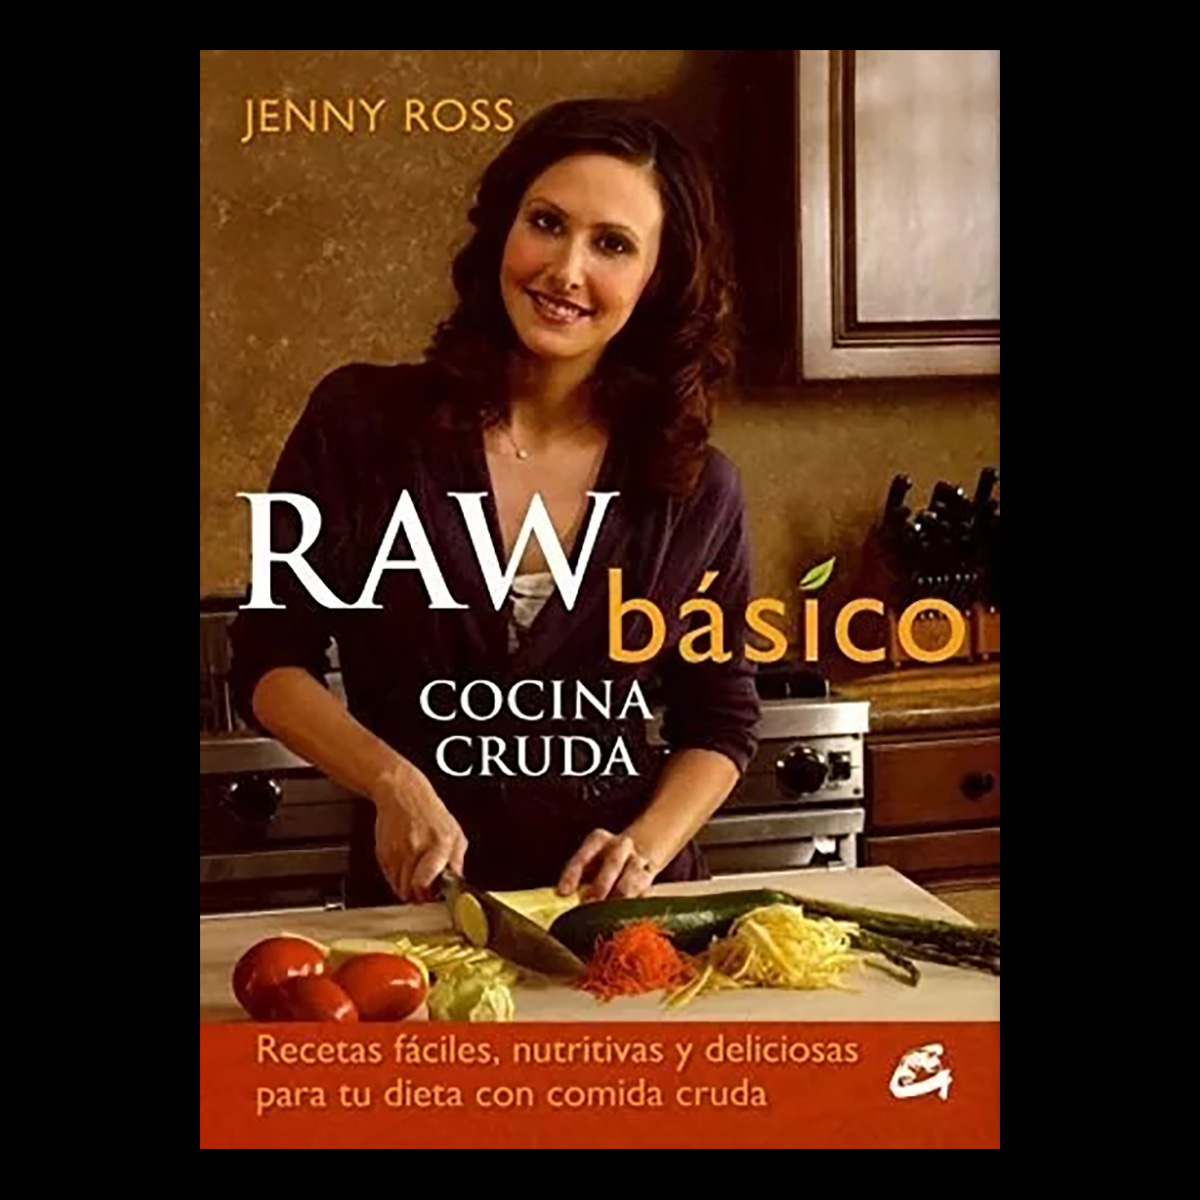 JENNY ROSS
RAW
básico
COCINA
CRUDA
Recetas fáciles, nutritivas y deliciosas
para tu dieta con comida cruda